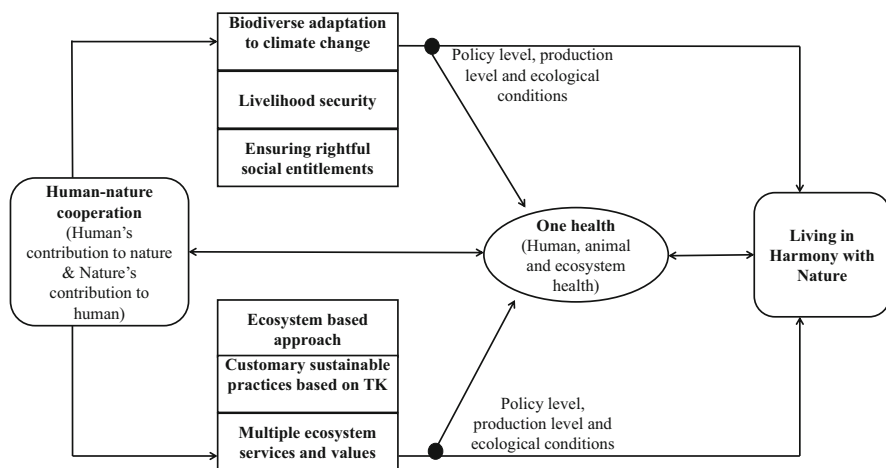 Biodiverse adaptation
to climate change
Livelihood security
Ensuring rightful
social entitlements
Policy level, production
level and ecological
conditions
Human-nature
cooperation
(Human's
contribution to
nature & Nature's
contribution to
human)
One health
(Human, animal
and ecosystem
health)
Living in
Harmony with
Nature
Ecosystem based
approach
Customary sustainable
practices based on TK
Multiple ecosystem
services and values
Policy level,
production level and
ecological conditions